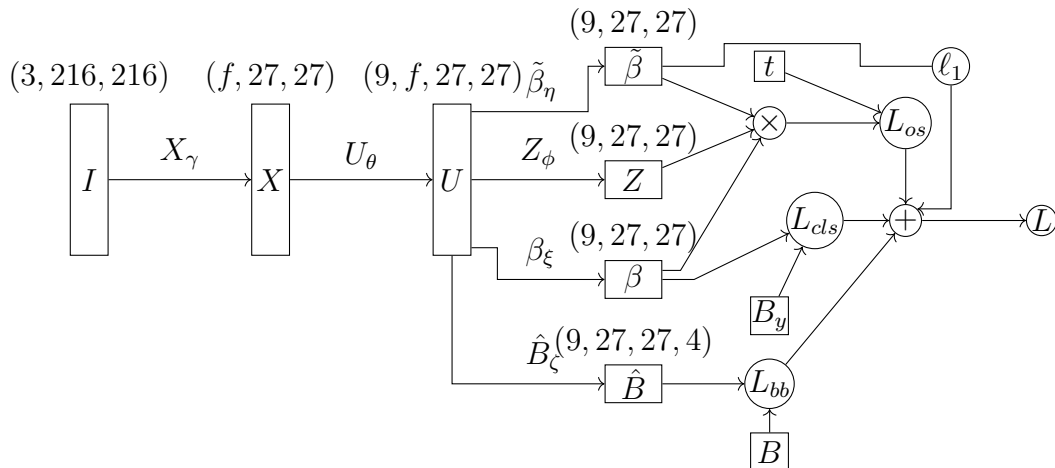 (9, 27, 27)
(3, 216, 216) (f, 27, 27) (9, f, 27, 27) β̃_η β̃ t ℓ₁
L_os
×
X_γ U_θ Z_ϕ (9, 27, 27)
I X U Z
β_ξ (9, 27, 27) L_cls + L
β
B_y
B̂_ζ (9, 27, 27, 4)
B̂ L_bb
B